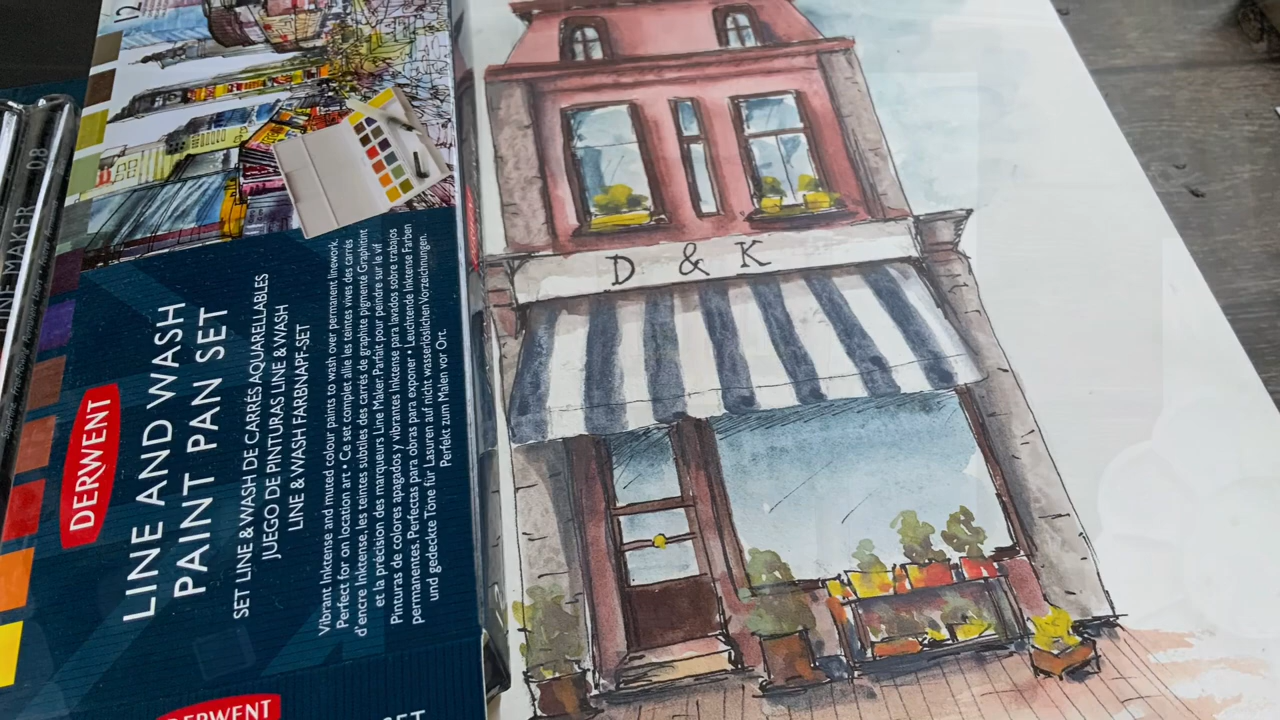 12
LINE MAKER 0.8
DERWENT
LINE AND WASH
PAINT PAN SET
SET LINE & WASH DE CARRÉS AQUARELLABLES
JUEGO DE PINTURAS LINE & WASH
LINE & WASH FARBNAPF-SET
Vibrant Inktense and muted colour paints to wash over permanent linework.
Perfect for on location art • Ce set complet allie les teintes vives des carrés
d'encre Inktense, les teintes subtiles des carrés de graphite pigmenté Graphitint
et la précision des marqueurs Line Maker. Parfait pour peindre sur le vif
Pinturas de colores apagados y vibrantes Inktense para lavados sobre trabajos
permanentes. Perfectas para obras para exponer • Leuchtende Inktense Farben
und gedeckte Töne für Lasuren auf nicht wasserlöslichen Vorzeichnungen.
Perfekt zum Malen vor Ort.
DERWENT
SET
D & K